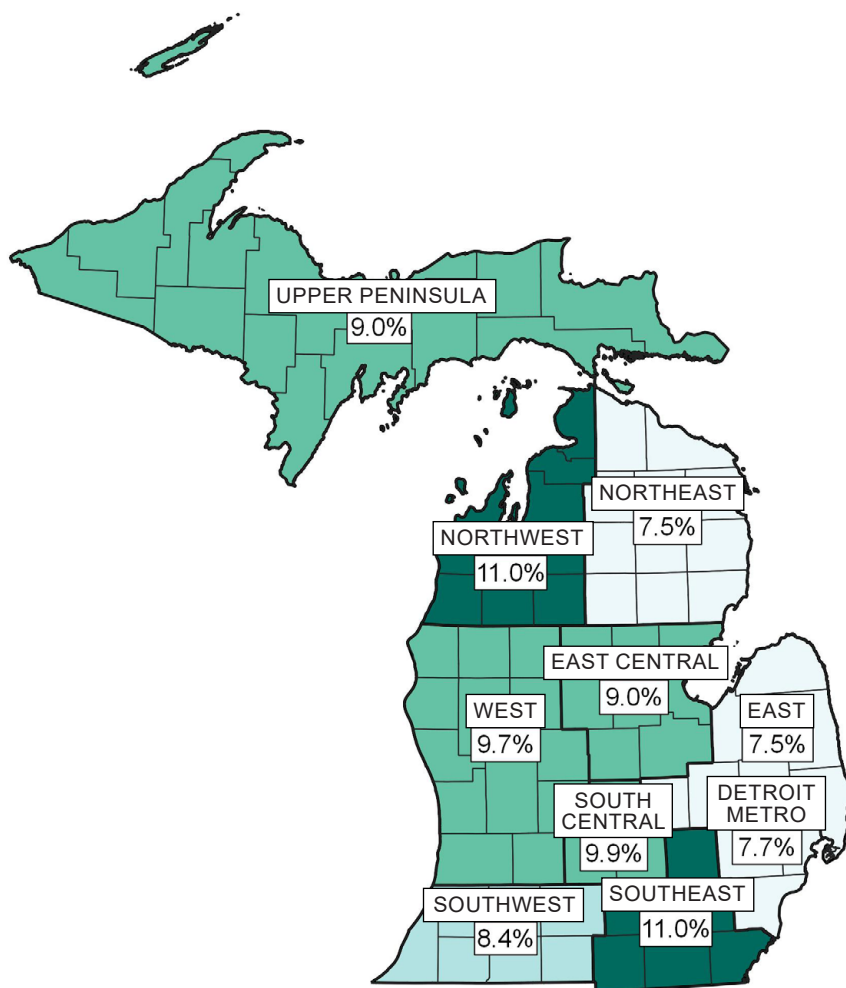 UPPER PENINSULA
9.0%
NORTHEAST
7.5%
NORTHWEST
11.0%
EAST CENTRAL
9.0%
WEST
9.7%
EAST
7.5%
SOUTH
CENTRAL
9.9%
DETROIT
METRO
7.7%
SOUTHWEST
8.4%
SOUTHEAST
11.0%